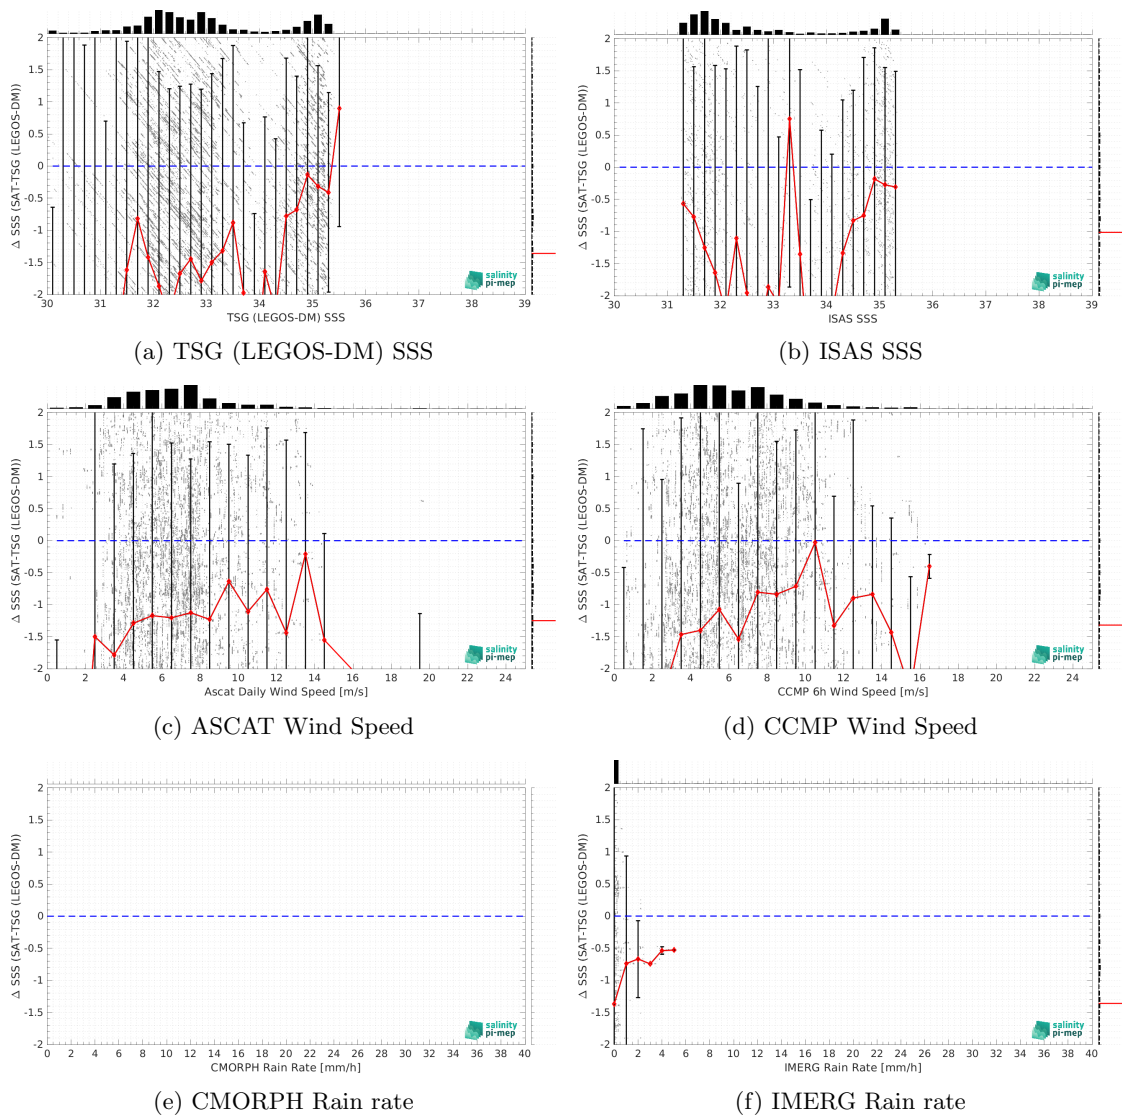 2
1.5
1
0.5
0
-0.5
-1
-1.5
-2
Δ SSS (SAT-TSG (LEGOS-DM))
30 31 32 33 34 35 36 37 38 39
TSG (LEGOS-DM) SSS
salinity
pi-mep
(a) TSG (LEGOS-DM) SSS
2
1.5
1
0.5
0
-0.5
-1
-1.5
-2
Δ SSS (SAT-TSG (LEGOS-DM))
30 31 32 33 34 35 36 37 38 39
ISAS SSS
salinity
pi-mep
(b) ISAS SSS
2
1.5
1
0.5
0
-0.5
-1
-1.5
-2
Δ SSS (SAT-TSG (LEGOS-DM))
0 2 4 6 8 10 12 14 16 18 20 22 24
Ascat Daily Wind Speed [m/s]
salinity
pi-mep
(c) ASCAT Wind Speed
2
1.5
1
0.5
0
-0.5
-1
-1.5
-2
Δ SSS (SAT-TSG (LEGOS-DM))
0 2 4 6 8 10 12 14 16 18 20 22 24
CCMP 6h Wind Speed [m/s]
salinity
pi-mep
(d) CCMP Wind Speed
2
1.5
1
0.5
0
-0.5
-1
-1.5
-2
Δ SSS (SAT-TSG (LEGOS-DM))
0 2 4 6 8 10 12 14 16 18 20 22 24 26 28 30 32 34 36 38 40
CMORPH Rain Rate [mm/h]
salinity
pi-mep
(e) CMORPH Rain rate
2
1.5
1
0.5
0
-0.5
-1
-1.5
-2
Δ SSS (SAT-TSG (LEGOS-DM))
0 2 4 6 8 10 12 14 16 18 20 22 24 26 28 30 32 34 36 38 40
IMERG Rain Rate [mm/h]
salinity
pi-mep
(f) IMERG Rain rate